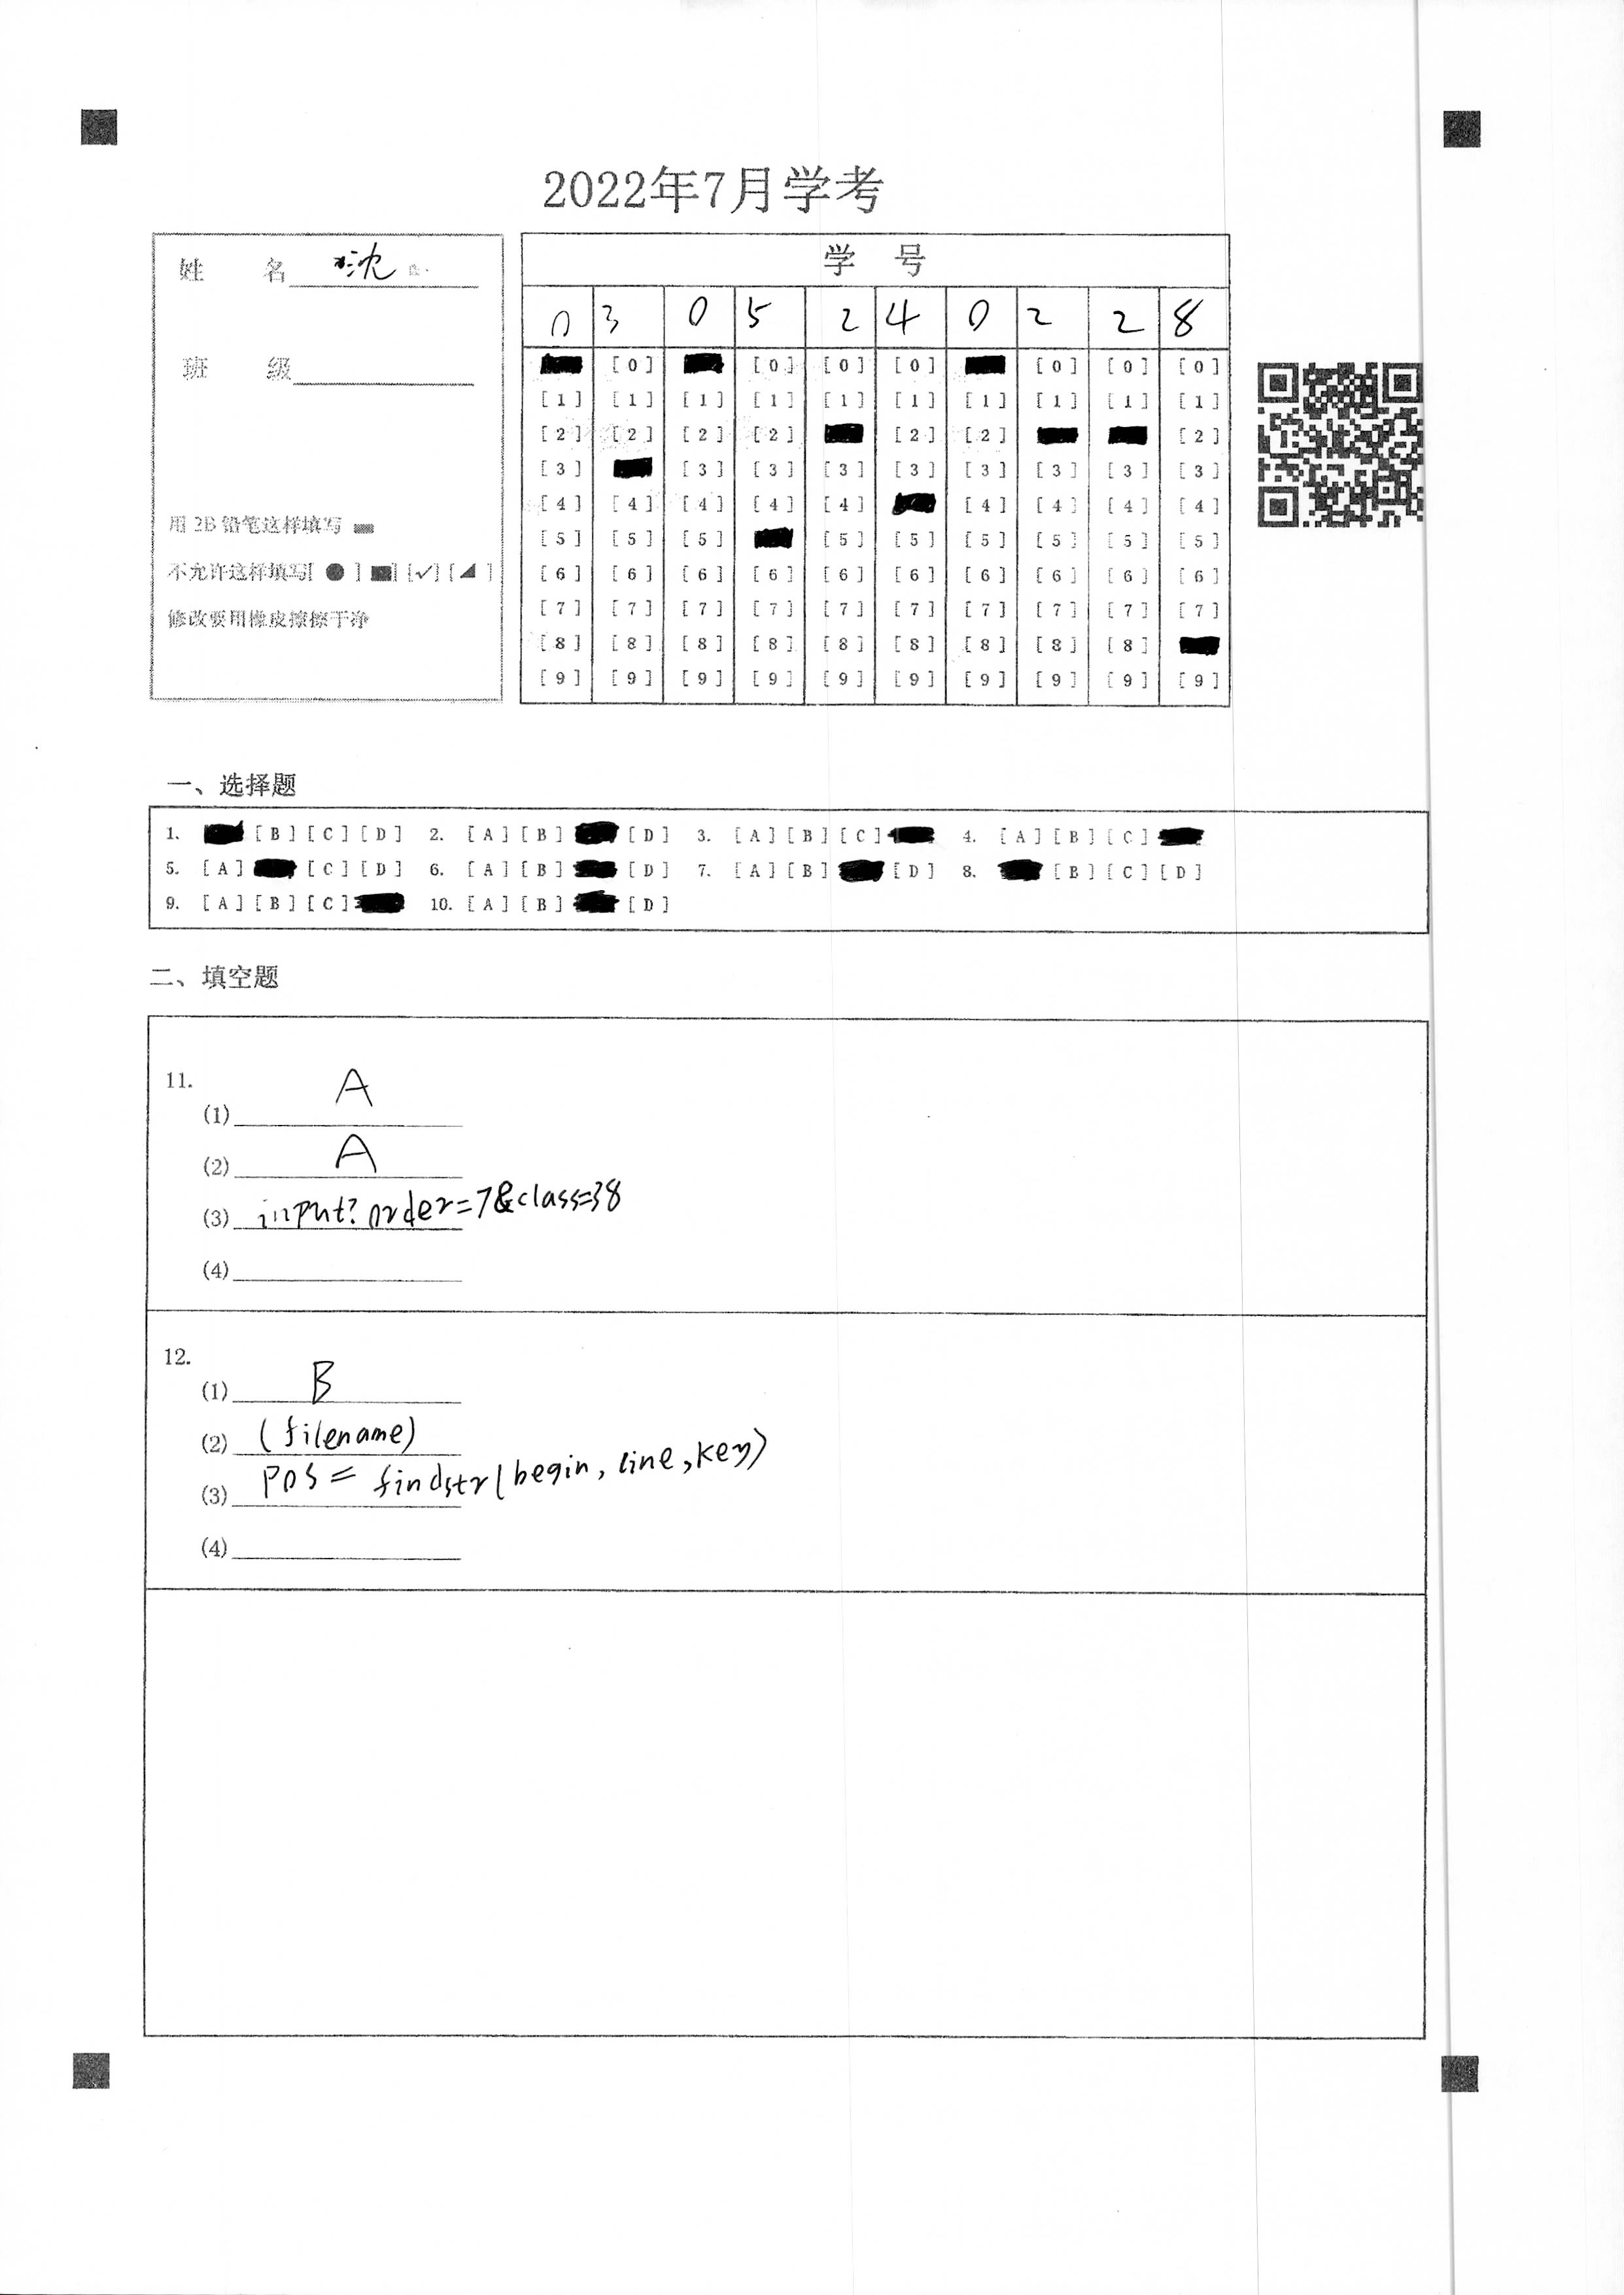 2022年7月学考
姓 名 沈
班 级
用 2B 铅笔这样填写
不允许这样填写[ ● ] [■] [✓] [◢ ]
修改要用橡皮擦擦干净
学 号
0 3 0 5 2 4 0 2 2 8
[0] [0] [0] [0] [0] [0] [0]
[1] [1] [1] [1] [1] [1] [1] [1] [1] [1]
[2] [2] [2] [2] [2] [2] [2]
[3] [3] [3] [3] [3] [3] [3] [3] [3]
[4] [4] [4] [4] [4] [4] [4] [4] [4]
[5] [5] [5] [5] [5] [5] [5] [5] [5]
[6] [6] [6] [6] [6] [6] [6] [6] [6] [6]
[7] [7] [7] [7] [7] [7] [7] [7] [7] [7]
[8] [8] [8] [8] [8] [8] [8] [8] [8]
[9] [9] [9] [9] [9] [9] [9] [9] [9] [9]
一、选择题
1. [B] [C] [D] 2. [A] [B] [D] 3. [A] [B] [C] 4. [A] [B] [C]
5. [A] [C] [D] 6. [A] [B] [D] 7. [A] [B] [D] 8. [B] [C] [D]
9. [A] [B] [C] 10. [A] [B] [D]
二、填空题
11.
(1) A
(2) A
(3) input?order=7&class=38
(4)
12.
(1) B
(2) (filename)
(3) pos = findstr(begin, line, key)
(4)